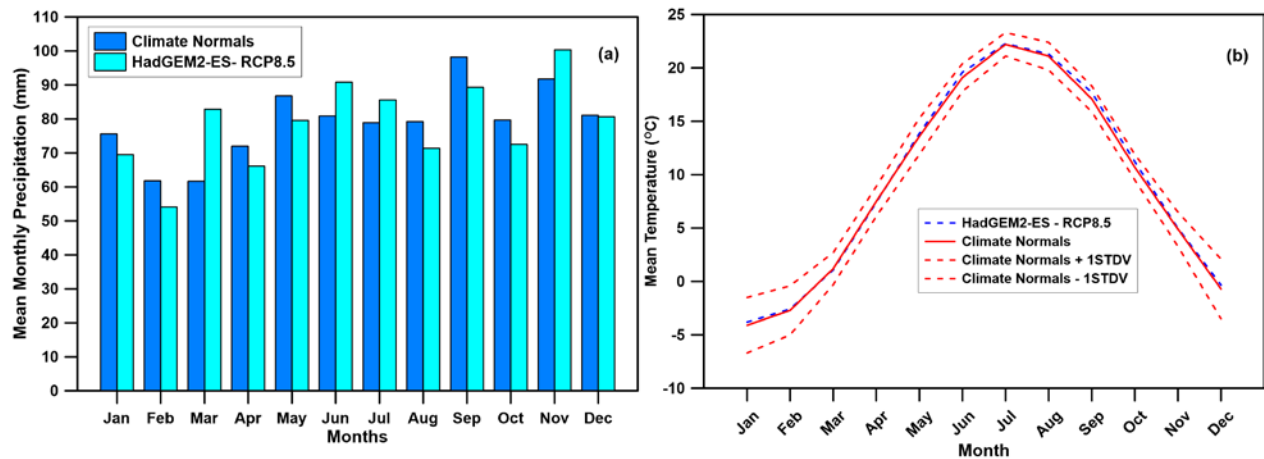 110
100
90
80
70
60
50
40
30
20
10
0
Mean Monthly Precipitation (mm)
Climate Normals
HadGEM2-ES- RCP8.5
(a)
Jan Feb Mar Apr May Jun Jul Aug Sep Oct Nov Dec
Months
25
20
15
10
5
0
-5
-10
Mean Temperature (°C)
(b)
HadGEM2-ES - RCP8.5
Climate Normals
Climate Normals + 1STDV
Climate Normals - 1STDV
Jan Feb Mar Apr May Jun Jul Aug Sep Oct Nov Dec
Month